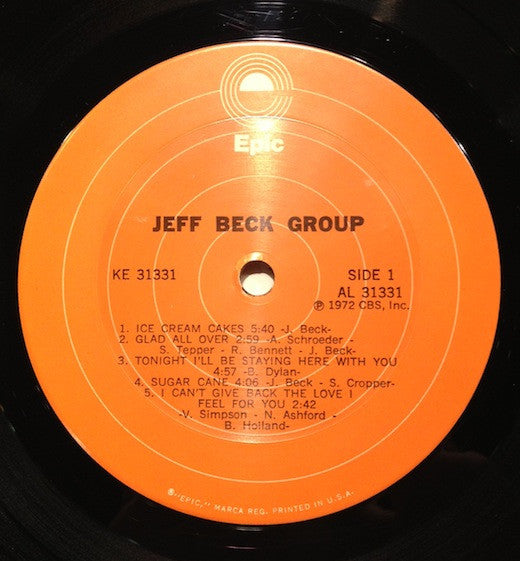 Epic
JEFF BECK GROUP
KE 31331
SIDE 1
AL 31331
℗ 1972 CBS, Inc.
1. ICE CREAM CAKES 5:40 -J. Beck-
2. GLAD ALL OVER 2:59 -A. Schroeder -
S. Tepper - R. Bennett - J. Beck-
3. TONIGHT I'LL BE STAYING HERE WITH YOU
4:57 -B. Dylan-
4. SUGAR CANE 4:06 -J. Beck - S. Cropper-
5. I CAN'T GIVE BACK THE LOVE I
FEEL FOR YOU 2:42
-V. Simpson - N. Ashford -
B. Holland-
®"EPIC," MARCA REG. PRINTED IN U.S.A.